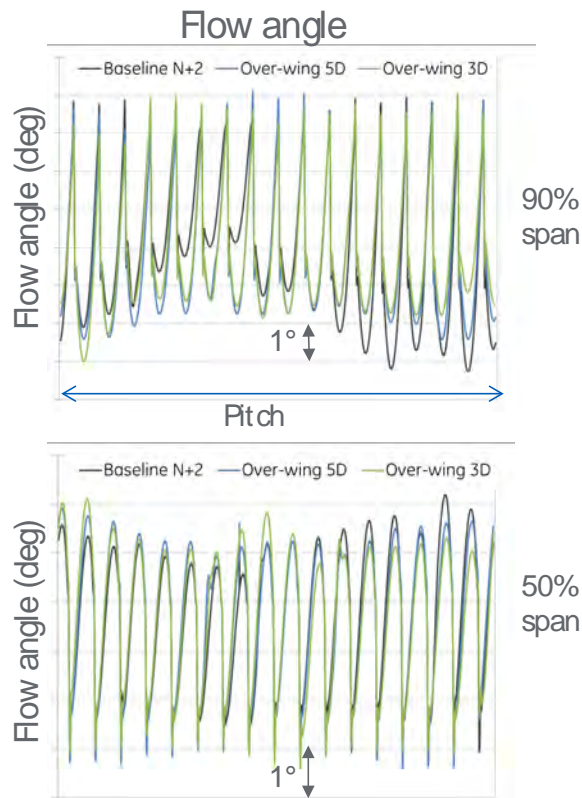 Flow angle
Baseline N+2 Over-wing 5D Over-wing 3D
Flow angle (deg)
90%
span
1°
Pitch
Baseline N+2 Over-wing 5D Over-wing 3D
Flow angle (deg)
50%
span
1°